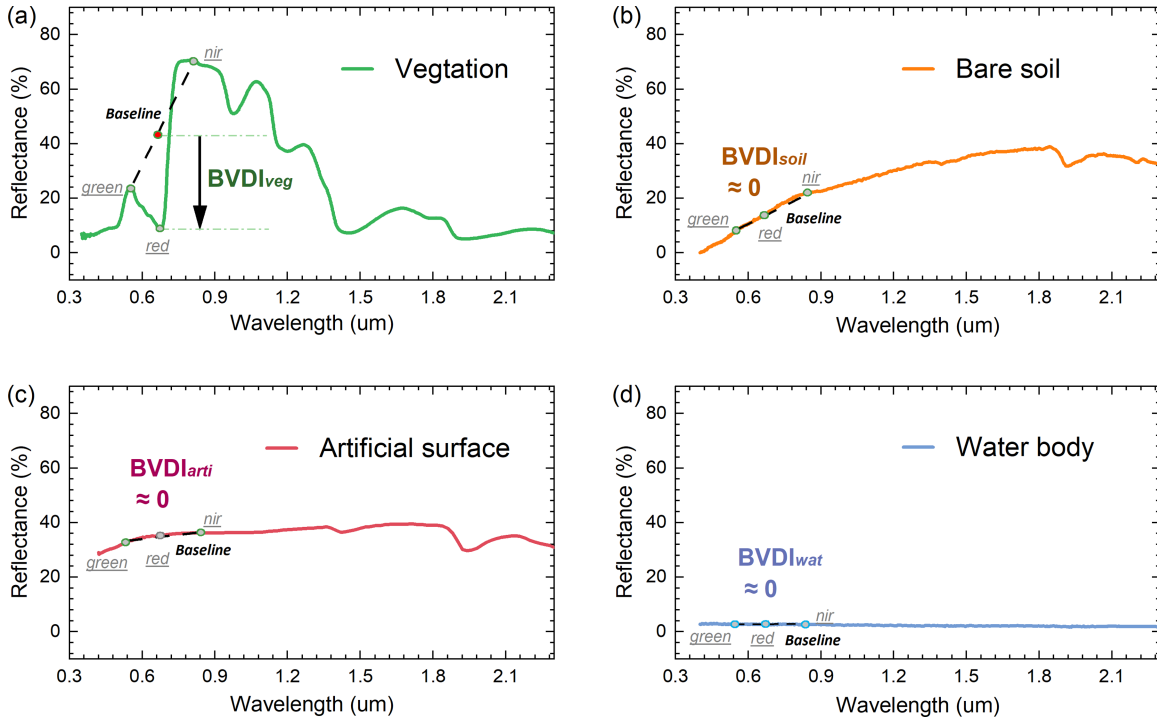 (a)
Vegtation
nir
Baseline
green
red
BVDIveg
Reflectance (%)
80
60
40
20
0
0.3 0.6 0.9 1.2 1.5 1.8 2.1
Wavelength (um)
(b)
Bare soil
BVDIsoil
≈ 0
nir
green
Baseline
red
Reflectance (%)
80
60
40
20
0
0.3 0.6 0.9 1.2 1.5 1.8 2.1
Wavelength (um)
(c)
Artificial surface
BVDIarti
≈ 0
nir
green
red
Baseline
Reflectance (%)
80
60
40
20
0
0.3 0.6 0.9 1.2 1.5 1.8 2.1
Wavelength (um)
(d)
Water body
BVDIwat
≈ 0
nir
green
red
Baseline
Reflectance (%)
80
60
40
20
0
0.3 0.6 0.9 1.2 1.5 1.8 2.1
Wavelength (um)